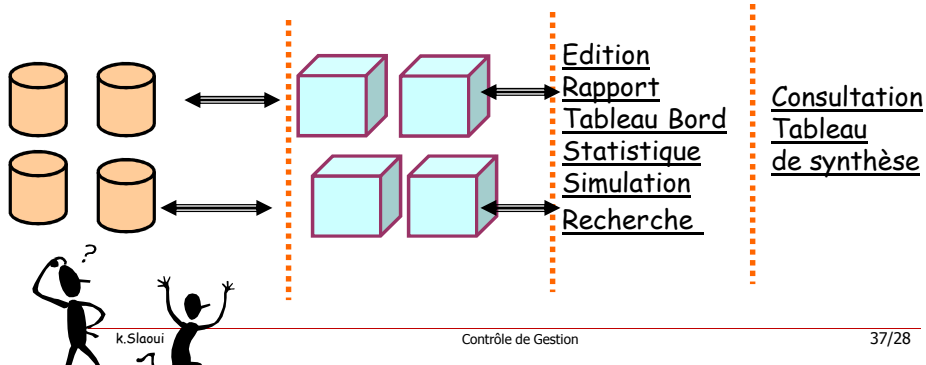 Edition
Rapport
Tableau Bord
Statistique
Simulation
Recherche
Consultation
Tableau
de synthèse
?
k.Slaoui
Contrôle de Gestion
37/28